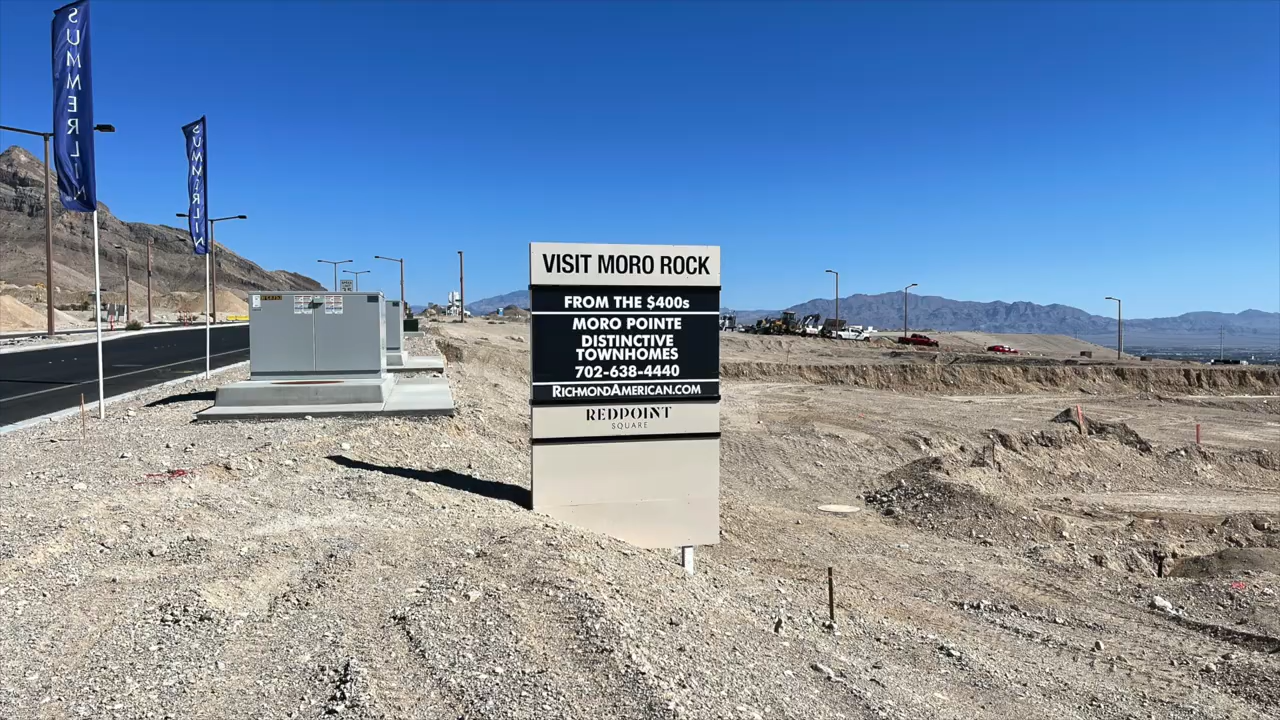 SUMMERLIN
SUMMERLIN
VISIT MORO ROCK
FROM THE $400s
MORO POINTE
DISTINCTIVE
TOWNHOMES
702-638-4440
RICHMONDAMERICAN.COM
REDPOINT
SQUARE